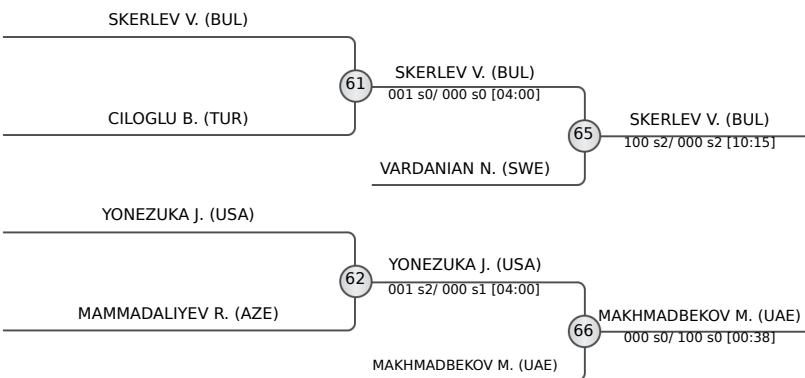 SKERLEV V. (BUL)
61
SKERLEV V. (BUL)
001 s0/ 000 s0 [04:00]
CILOGLU B. (TUR)
65
SKERLEV V. (BUL)
100 s2/ 000 s2 [10:15]
VARDANIAN N. (SWE)
YONEZUKA J. (USA)
62
YONEZUKA J. (USA)
001 s2/ 000 s1 [04:00]
MAMMADALIYEV R. (AZE)
66
MAKHMADBEKOV M. (UAE)
000 s0/ 100 s0 [00:38]
MAKHMADBEKOV M. (UAE)